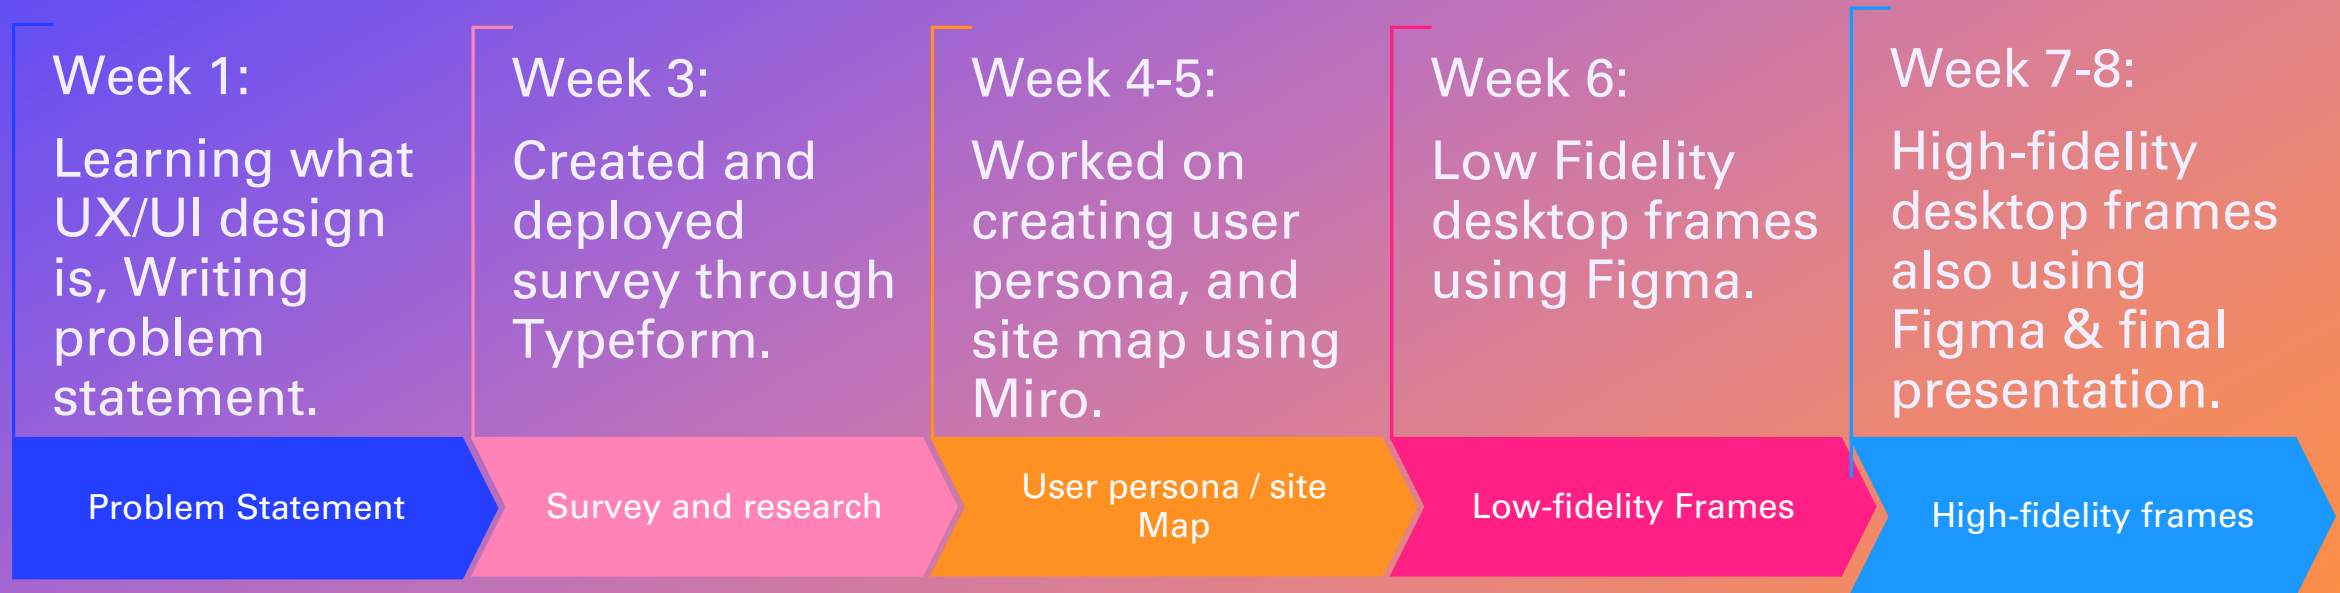 Week 1:
Learning what
UX/UI design
is, Writing
problem
statement.
Problem Statement
Week 3:
Created and
deployed
survey through
Typeform.
Survey and research
Week 4-5:
Worked on
creating user
persona, and
site map using
Miro.
User persona / site
Map
Week 6:
Low Fidelity
desktop frames
using Figma.
Low-fidelity Frames
Week 7-8:
High-fidelity
desktop frames
also using
Figma & final
presentation.
High-fidelity frames